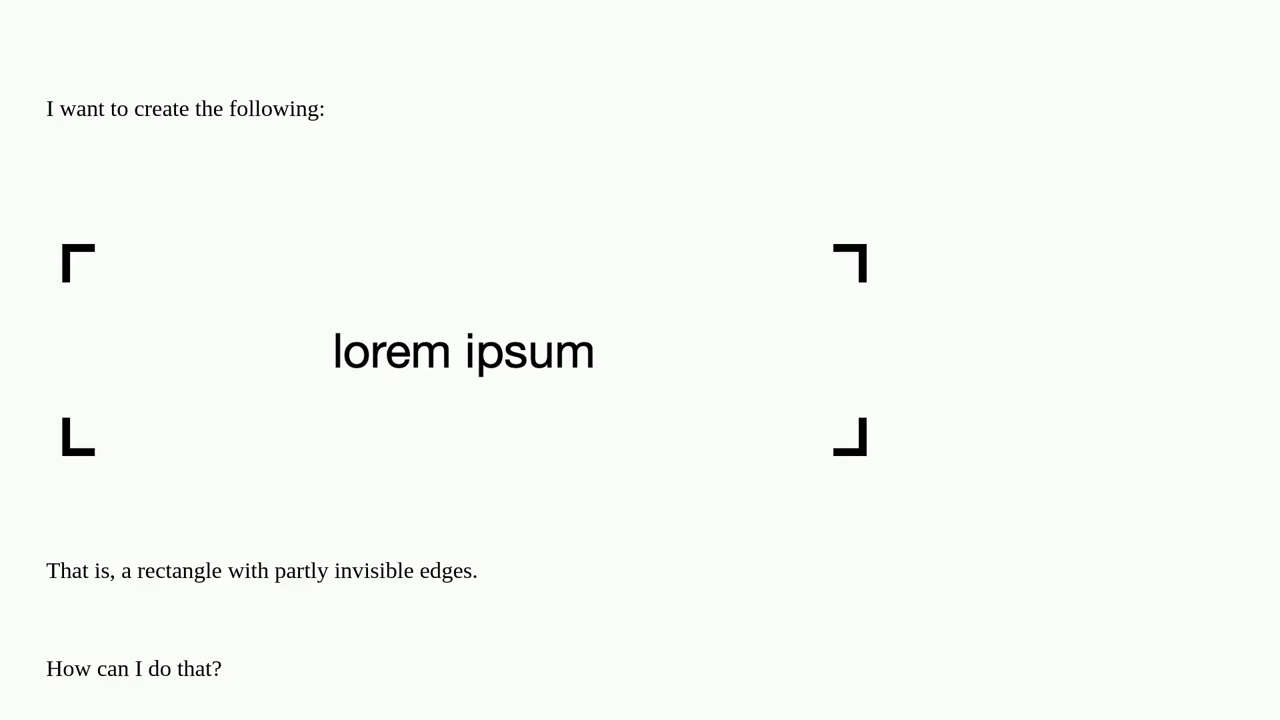 I want to create the following:
lorem ipsum
That is, a rectangle with partly invisible edges.
How can I do that?